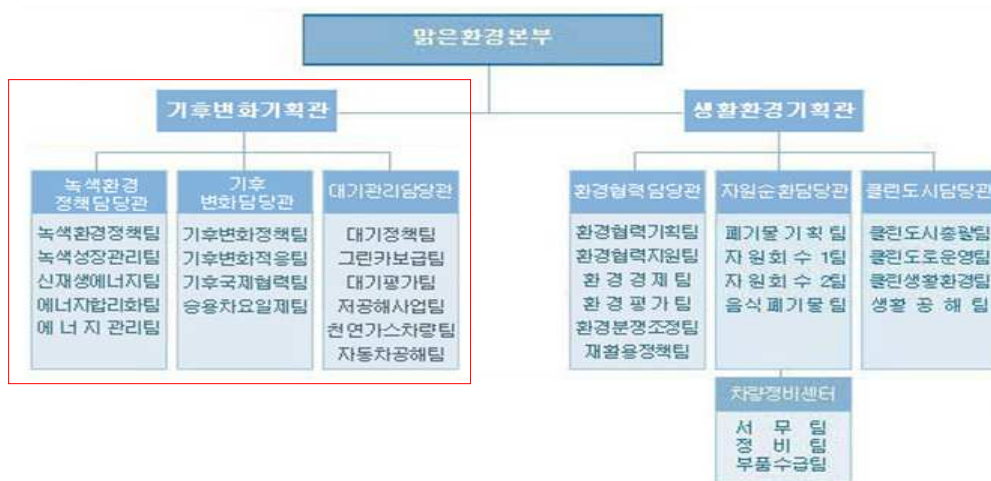 맑은환경본부
기후변화기획관
생활환경기획관
녹색환경
정책담당관
녹색환경정책팀
녹색성장관리팀
신재생에너지팀
에너지합리화팀
에 너 지 관리팀
기후
변화담당관
기후변화정책팀
기후변화적응팀
기후국제협력팀
승용차요일제팀
대기관리담당관
대기정책팀
그린카보급팀
대기평가팀
저공해사업팀
천연가스차량팀
자동차공해팀
환경협력담당관
환경협력기획팀
환경협력지원팀
환 경 경 제 팀
환 경 평 가 팀
환경분쟁조정팀
재활용정책팀
자원순환담당관
폐기물 기 획 팀
자 원 회 수 1팀
자 원 회 수 2팀
음식 폐기물 팀
클린도시담당관
클린도시총괄팀
클린도로운영팀
클린생활환경팀
생 활 공 해 팀
차량정비센터
서 무 팀
정 비 팀
부품수급팀